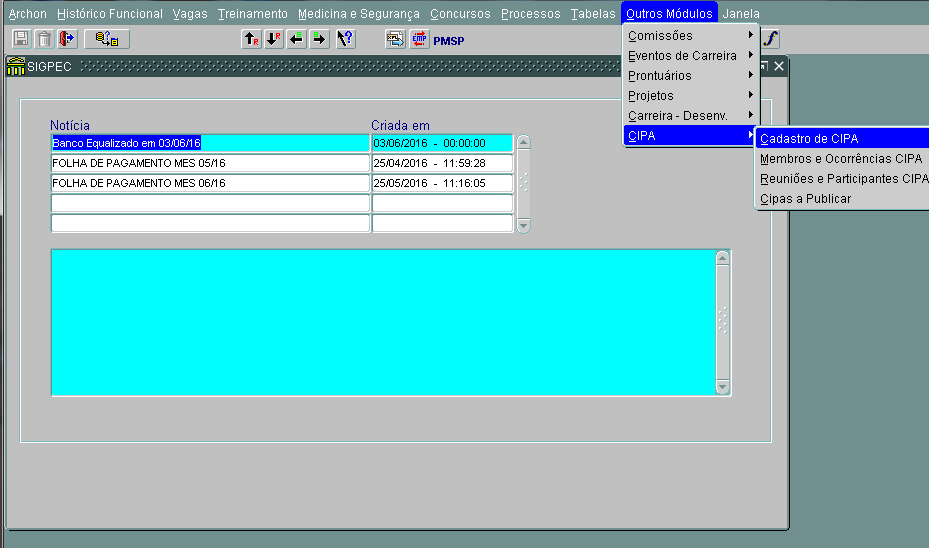 Archon Histórico Funcional Vagas Treinamento Medicina e Segurança Concursos Processos Tabelas Outros Módulos Janela
PMSP
Comissões
Eventos de Carreira
Prontuários
Projetos
Carreira - Desenv.
CIPA
Cadastro de CIPA
Membros e Ocorrências CIPA
Reuniões e Participantes CIPA
Cipas a Publicar
SIGPEC
Notícia Criada em
Banco Equalizado em 03/06/16 03/06/2016 - 00:00:00
FOLHA DE PAGAMENTO MES 05/16 25/04/2016 - 11:59:28
FOLHA DE PAGAMENTO MES 06/16 25/05/2016 - 11:16:05